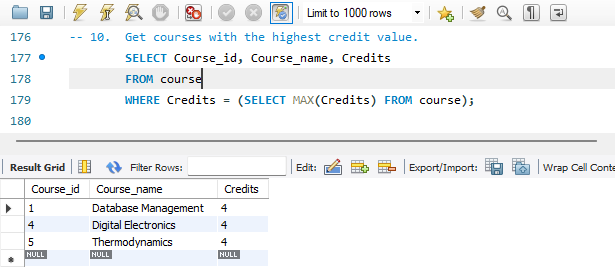 Limit to 1000 rows
176 -- 10. Get courses with the highest credit value.
177 SELECT Course_id, Course_name, Credits
178 FROM course
179 WHERE Credits = (SELECT MAX(Credits) FROM course);
180
Result Grid Filter Rows: Edit: Export/Import: Wrap Cell Conte
Course_id Course_name Credits
1 Database Management 4
4 Digital Electronics 4
5 Thermodynamics 4
NULL NULL NULL